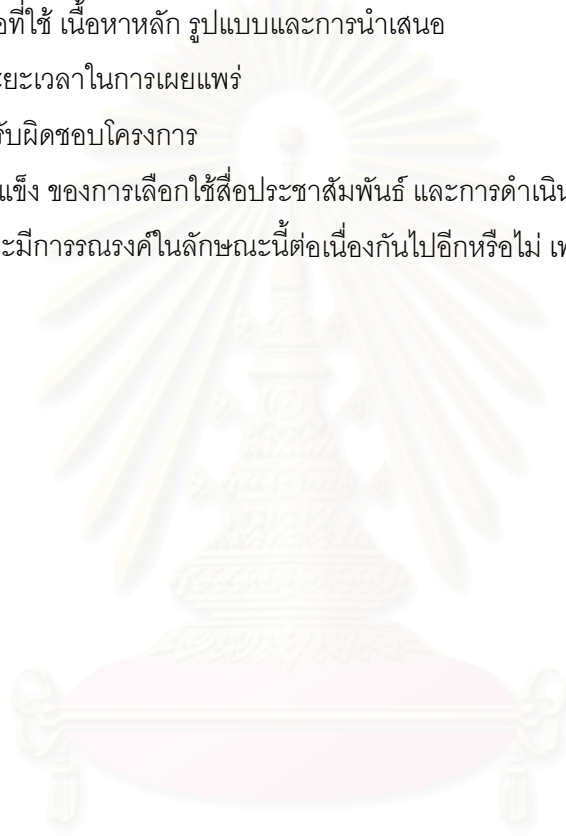 ที่ใช้ เนื้อหาหลัก รูปแบบและการนำเสนอ
ยะเวลาในการเผยแพร่
รับผิดชอบโครงการ
แข็ง ของการเลือกใช้สื่อประชาสัมพันธ์ และการดำเนิน
ะมีการรณรงค์ในลักษณะนี้ต่อเนื่องกันไปอีกหรือไม่